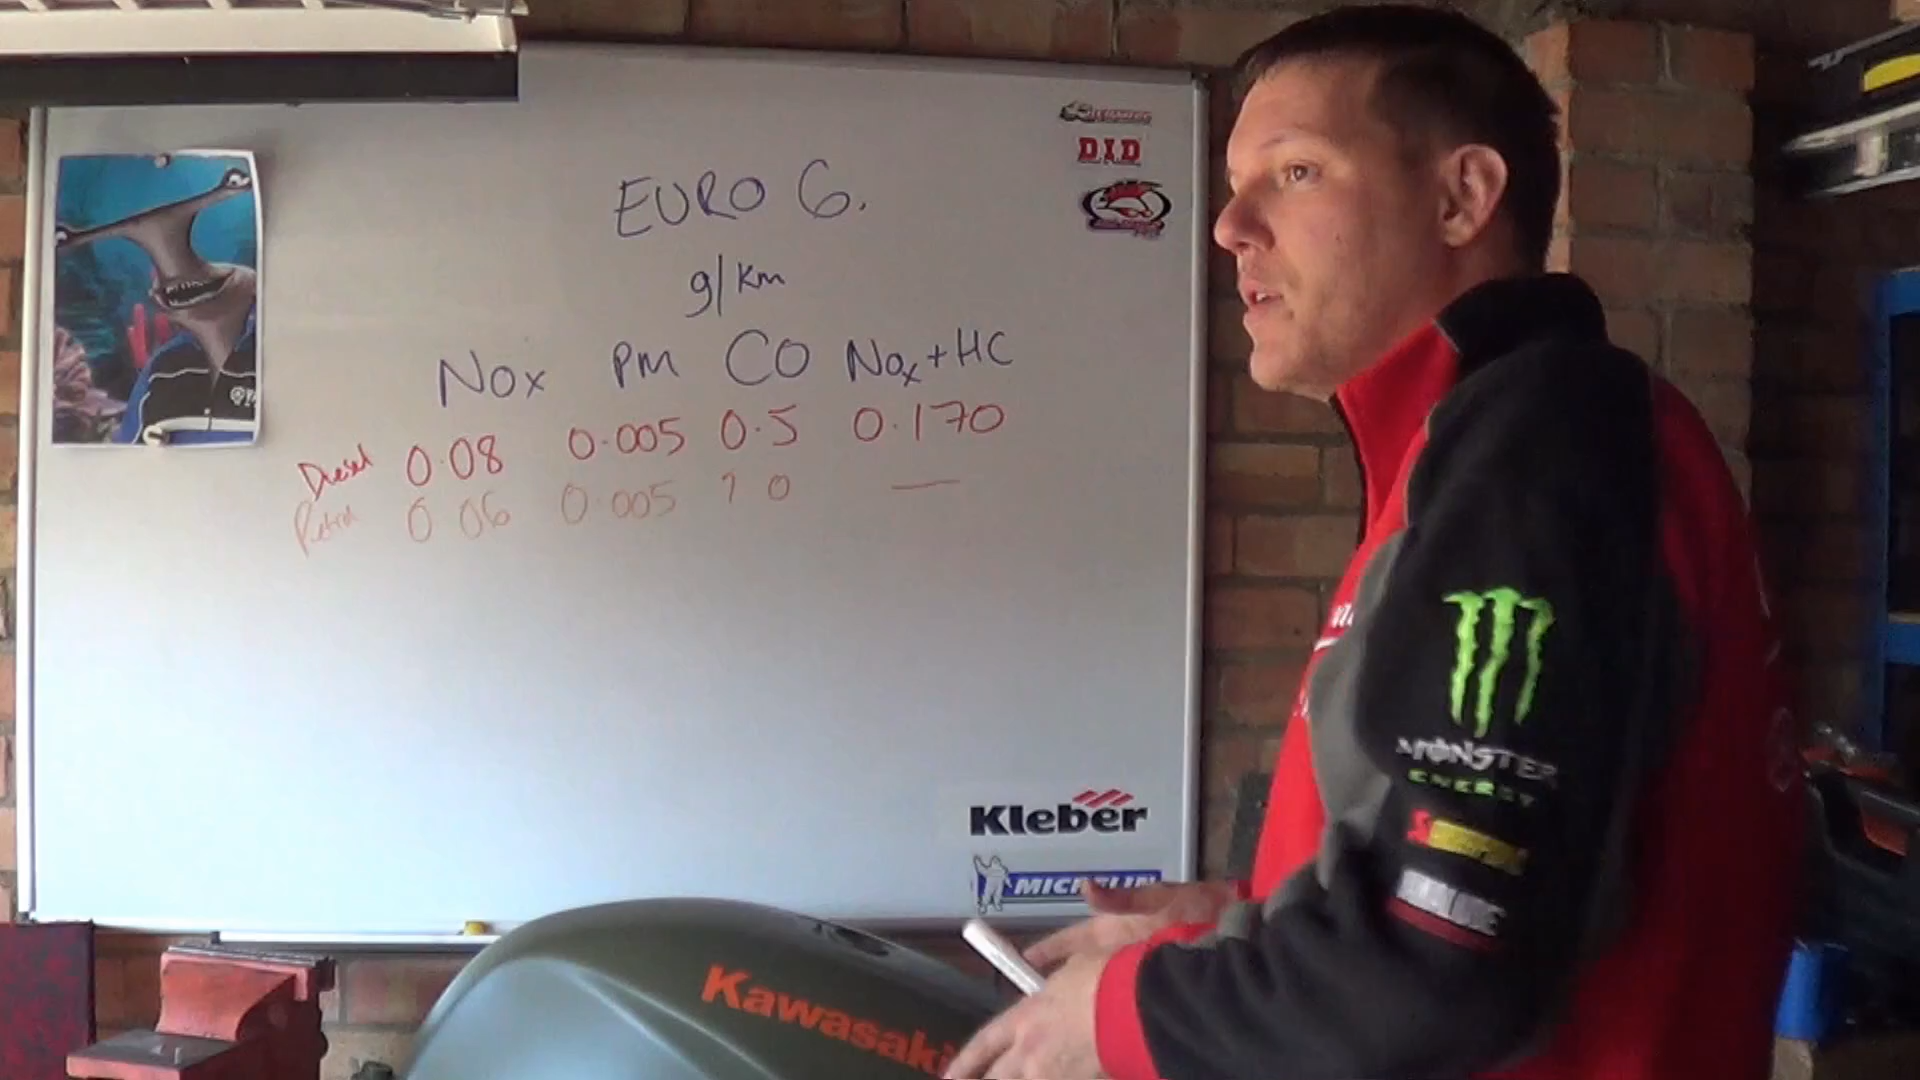 D.I.D
EURO 6.
g/km
NOx PM CO NOx+HC
Diesel 0.08 0.005 0.5 0.170
Petrol 0.06 0.005 1 0 —
MONSTER
ENERGY
Kleber
MICHELIN
Kawasaki